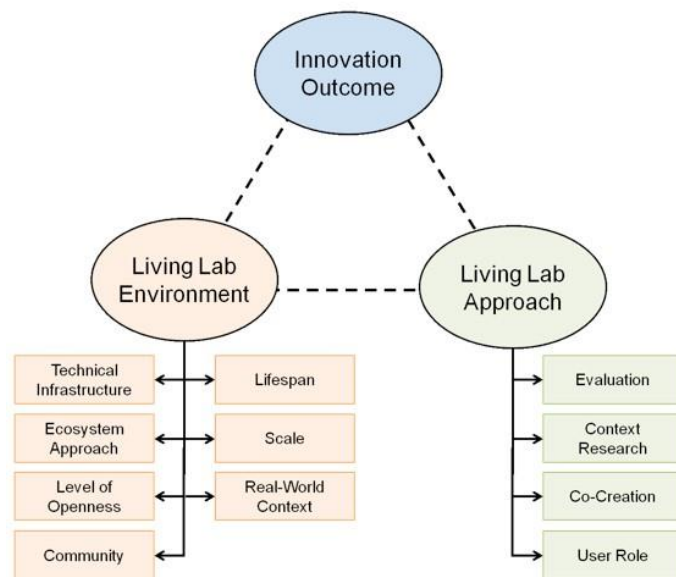 Innovation
Outcome
Living Lab
Environment
Living Lab
Approach
Technical
Infrastructure
Lifespan
Ecosystem
Approach
Scale
Level of
Openness
Real-World
Context
Community
Evaluation
Context
Research
Co-Creation
User Role